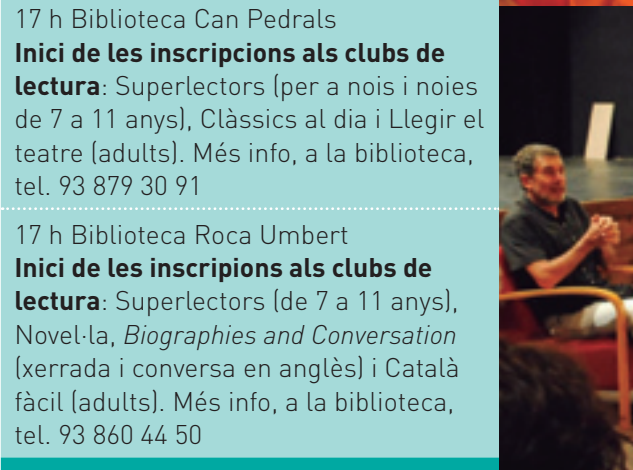 17 h Biblioteca Can Pedrals
Inici de les inscripcions als clubs de
lectura: Superlectors (per a nois i noies
de 7 a 11 anys), Clàssics al dia i Llegir el
teatre (adults). Més info, a la biblioteca,
tel. 93 879 30 91
17 h Biblioteca Roca Umbert
Inici de les inscripions als clubs de
lectura: Superlectors (de 7 a 11 anys),
Novel·la, Biographies and Conversation
(xerrada i conversa en anglès) i Català
fàcil (adults). Més info, a la biblioteca,
tel. 93 860 44 50